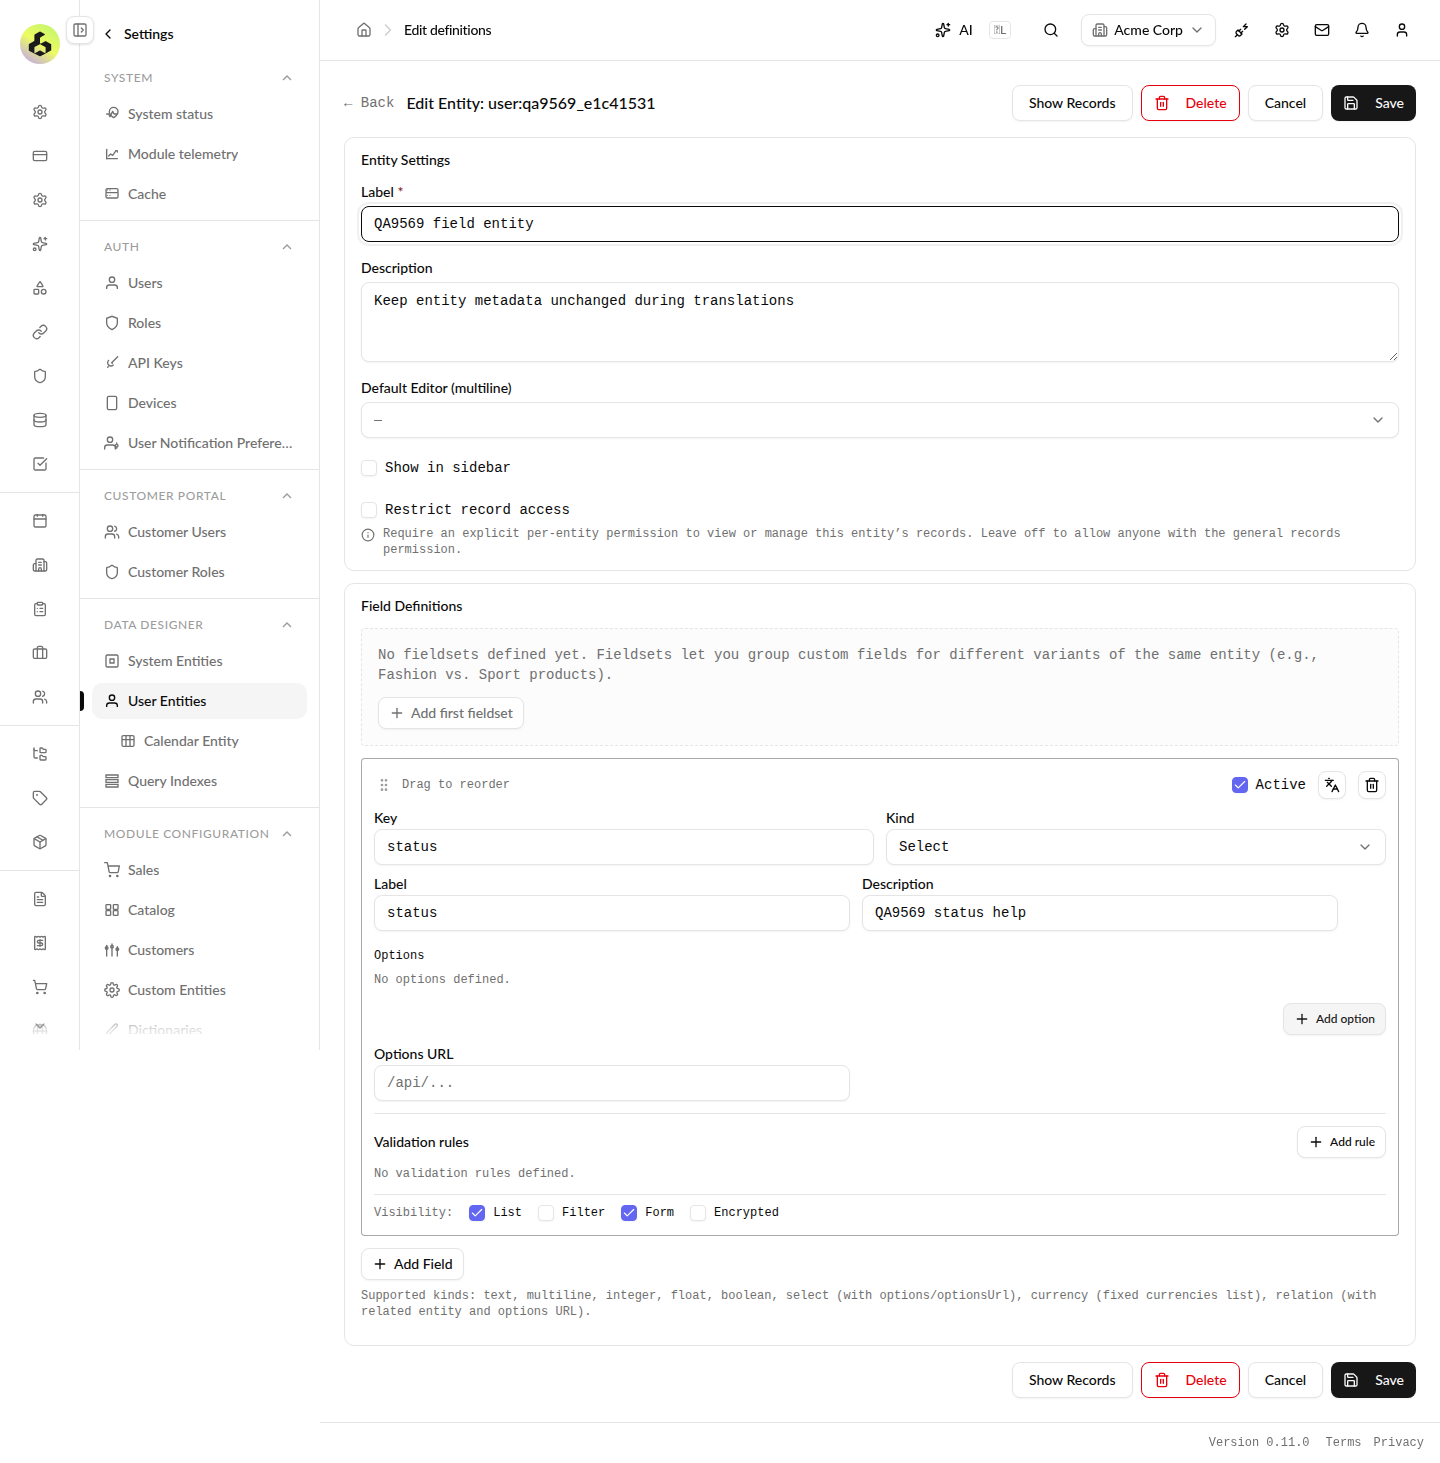 Settings
SYSTEM
System status
Module telemetry
Cache
AUTH
Users
Roles
API Keys
Devices
User Notification Prefere...
CUSTOMER PORTAL
Customer Users
Customer Roles
DATA DESIGNER
System Entities
User Entities
Calendar Entity
Query Indexes
MODULE CONFIGURATION
Sales
Catalog
Customers
Custom Entities
Dictionaries
Edit definitions
AI
Acme Corp
← Back Edit Entity: user:qa9569_e1c41531
Show Records Delete Cancel Save
Entity Settings
Label *
QA9569 field entity
Description
Keep entity metadata unchanged during translations
Default Editor (multiline)
—
Show in sidebar
Restrict record access
Require an explicit per-entity permission to view or manage this entity’s records. Leave off to allow anyone with the general records
permission.
Field Definitions
No fieldsets defined yet. Fieldsets let you group custom fields for different variants of the same entity (e.g.,
Fashion vs. Sport products).
Add first fieldset
Drag to reorder Active
Key Kind
status Select
Label Description
status QA9569 status help
Options
No options defined.
Add option
Options URL
/api/...
Validation rules Add rule
No validation rules defined.
Visibility: List Filter Form Encrypted
Add Field
Supported kinds: text, multiline, integer, float, boolean, select (with options/optionsUrl), currency (fixed currencies list), relation (with
related entity and options URL).
Show Records Delete Cancel Save
Version 0.11.0 Terms Privacy